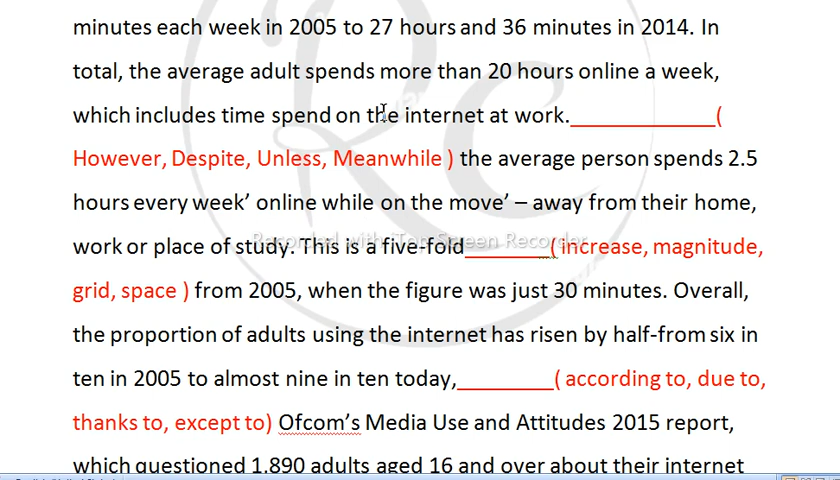 minutes each week in 2005 to 27 hours and 36 minutes in 2014. In
total, the average adult spends more than 20 hours online a week,
which includes time spend on the internet at work.______________(
However, Despite, Unless, Meanwhile ) the average person spends 2.5
hours every week’ online while on the move’ – away from their home,
work or place of study. This is a five-fold________( increase, magnitude,
grid, space ) from 2005, when the figure was just 30 minutes. Overall,
the proportion of adults using the internet has risen by half-from six in
ten in 2005 to almost nine in ten today,_________( according to, due to,
thanks to, except to) Ofcom’s Media Use and Attitudes 2015 report,
which questioned 1,890 adults aged 16 and over about their internet
Recorded with iTop Screen Recorder